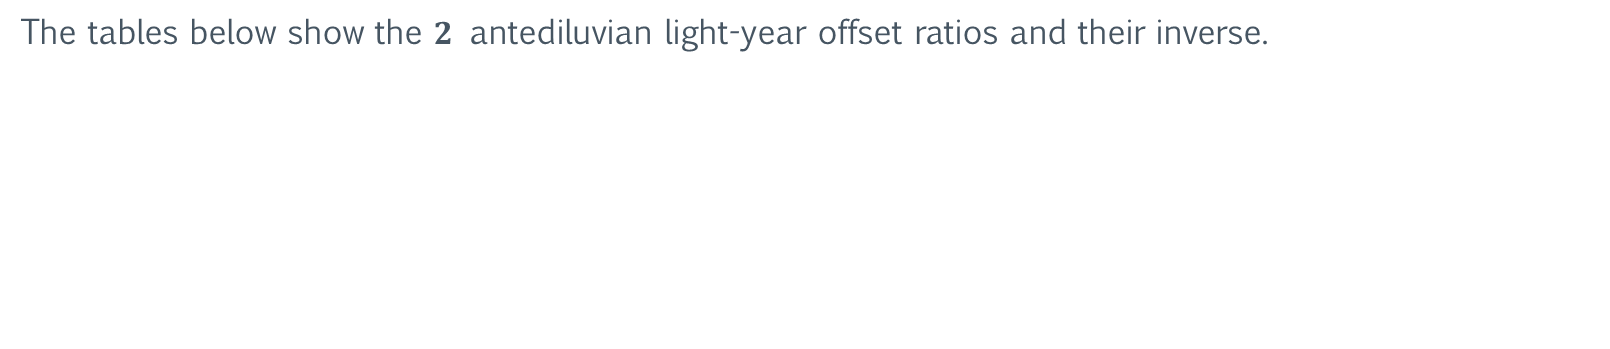 The tables below show the 2 antediluvian light-year offset ratios and their inverse.